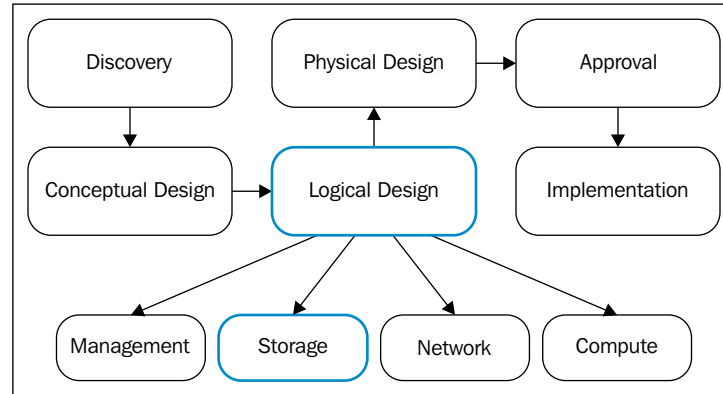 Discovery
Physical Design
Approval
Conceptual Design
Logical Design
Implementation
Management
Storage
Network
Compute